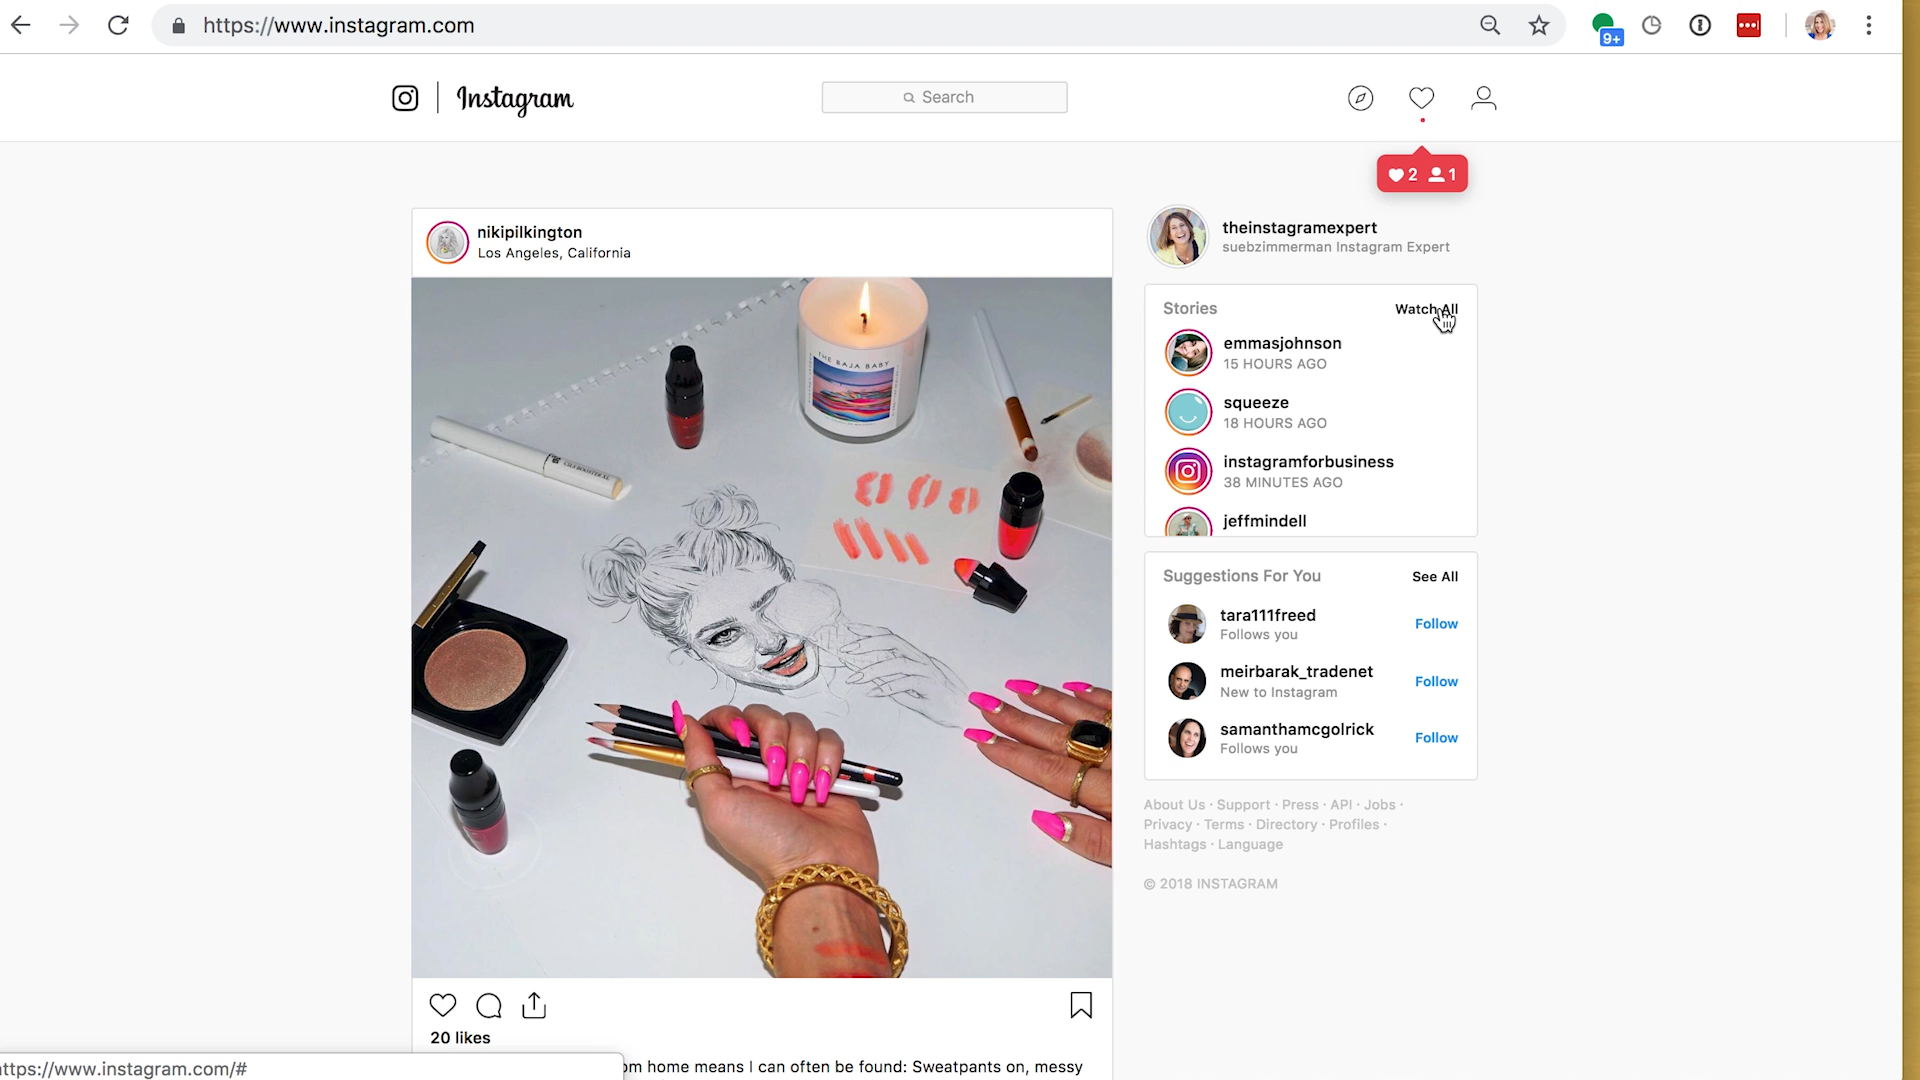 https://www.instagram.com
9+
Instagram
Search
2 1
nikipilkington
Los Angeles, California
THE BAJA BABY
theinstagramexpert
suebzimmerman Instagram Expert
Stories
Watch All
emmasjohnson
15 HOURS AGO
squeeze
18 HOURS AGO
instagramforbusiness
38 MINUTES AGO
jeffmindell
Suggestions For You
See All
tara111freed
Follows you
Follow
meirbarak_tradenet
New to Instagram
Follow
samanthamcgolrick
Follows you
Follow
About Us · Support · Press · API · Jobs ·
Privacy · Terms · Directory · Profiles ·
Hashtags · Language
© 2018 INSTAGRAM
20 likes
om home means I can often be found: Sweatpants on, messy
ttps://www.instagram.com/#